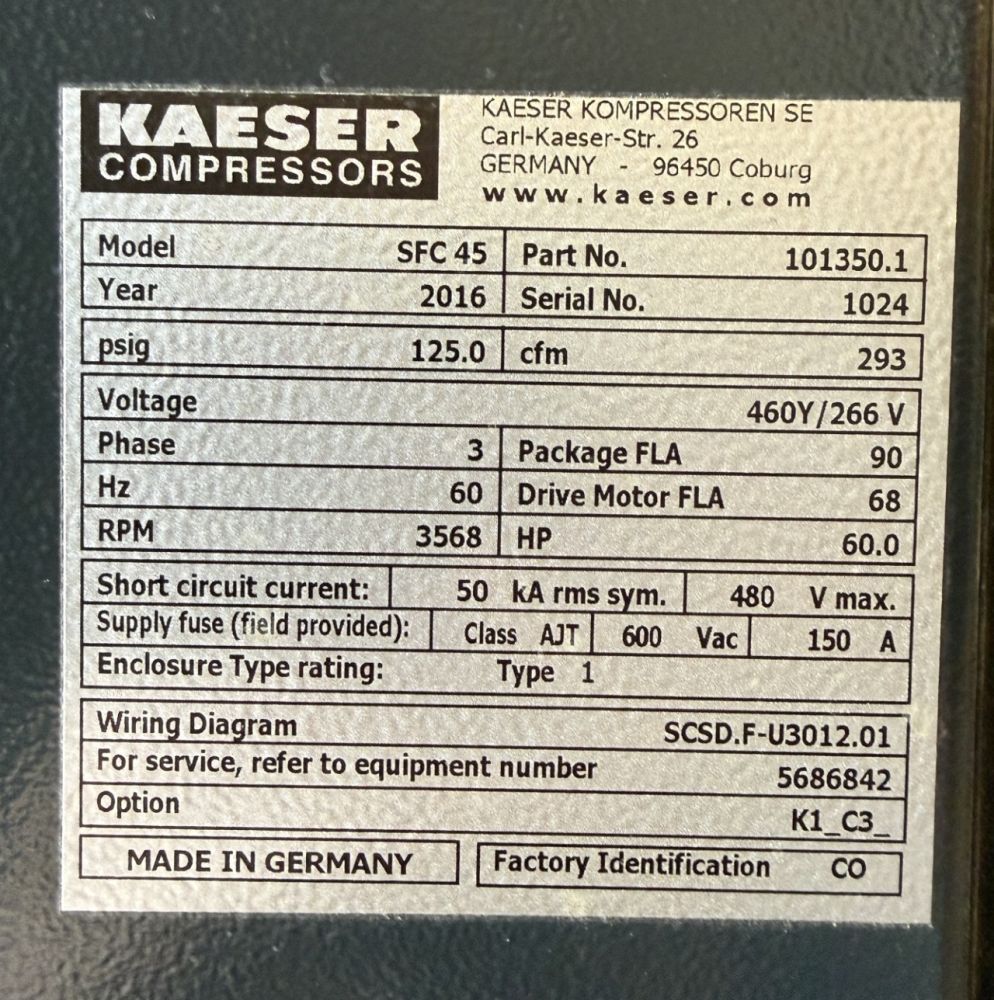 KAESER
COMPRESSORS
KAESER KOMPRESSOREN SE
Carl-Kaeser-Str. 26
GERMANY - 96450 Coburg
www.kaeser.com
Model SFC 45 Part No. 101350.1
Year 2016 Serial No. 1024
psig 125.0 cfm 293
Voltage 460Y/266 V
Phase 3 Package FLA 90
Hz 60 Drive Motor FLA 68
RPM 3568 HP 60.0
Short circuit current: 50 kA rms sym. 480 V max.
Supply fuse (field provided): Class AJT 600 Vac 150 A
Enclosure Type rating: Type 1
Wiring Diagram SCSD.F-U3012.01
For service, refer to equipment number 5686842
Option K1_C3_
MADE IN GERMANY Factory Identification CO